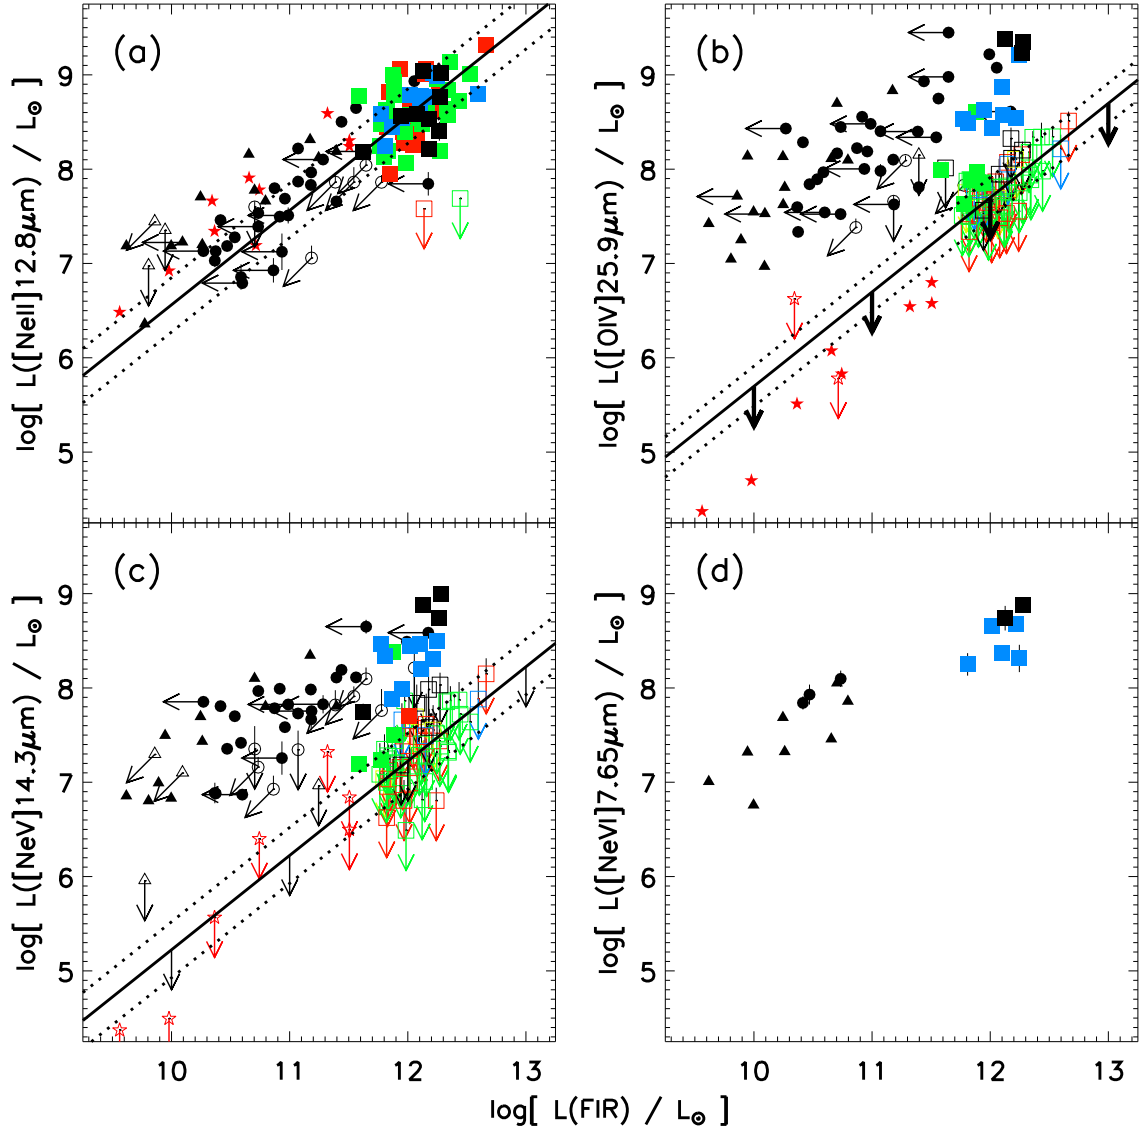 (a)
(b)
log[ L([NeII]12.8μm) / L⊙ ]
9
8
7
6
5
log[ L([OIV]25.9μm) / L⊙ ]
9
8
7
6
5
(c)
(d)
log[ L([NeV]14.3μm) / L⊙ ]
9
8
7
6
5
log[ L([NeVI]7.65μm) / L⊙ ]
9
8
7
6
5
10 11 12 13
10 11 12 13
log[ L(FIR) / L⊙ ]